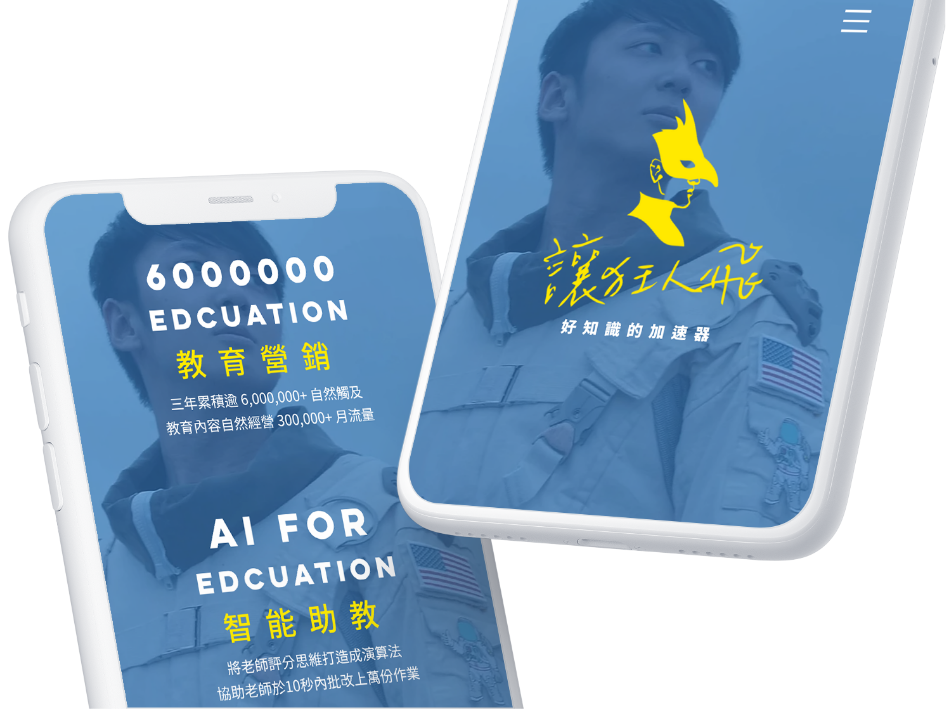 6000000
EDCUATION
教育營銷
三年累積逾 6,000,000+ 自然觸及
教育內容自然經營 300,000+ 月流量
AI FOR
EDCUATION
智能助教
將老師評分思維打造成演算法
協助老師於10秒內批改上萬份作業
讓狂人飛
好知識的加速器